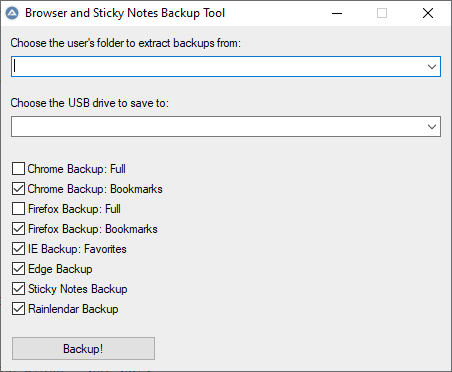 Browser and Sticky Notes Backup Tool
Choose the user's folder to extract backups from:
Choose the USB drive to save to:
Chrome Backup: Full
Chrome Backup: Bookmarks
Firefox Backup: Full
Firefox Backup: Bookmarks
IE Backup: Favorites
Edge Backup
Sticky Notes Backup
Rainlendar Backup
Backup!